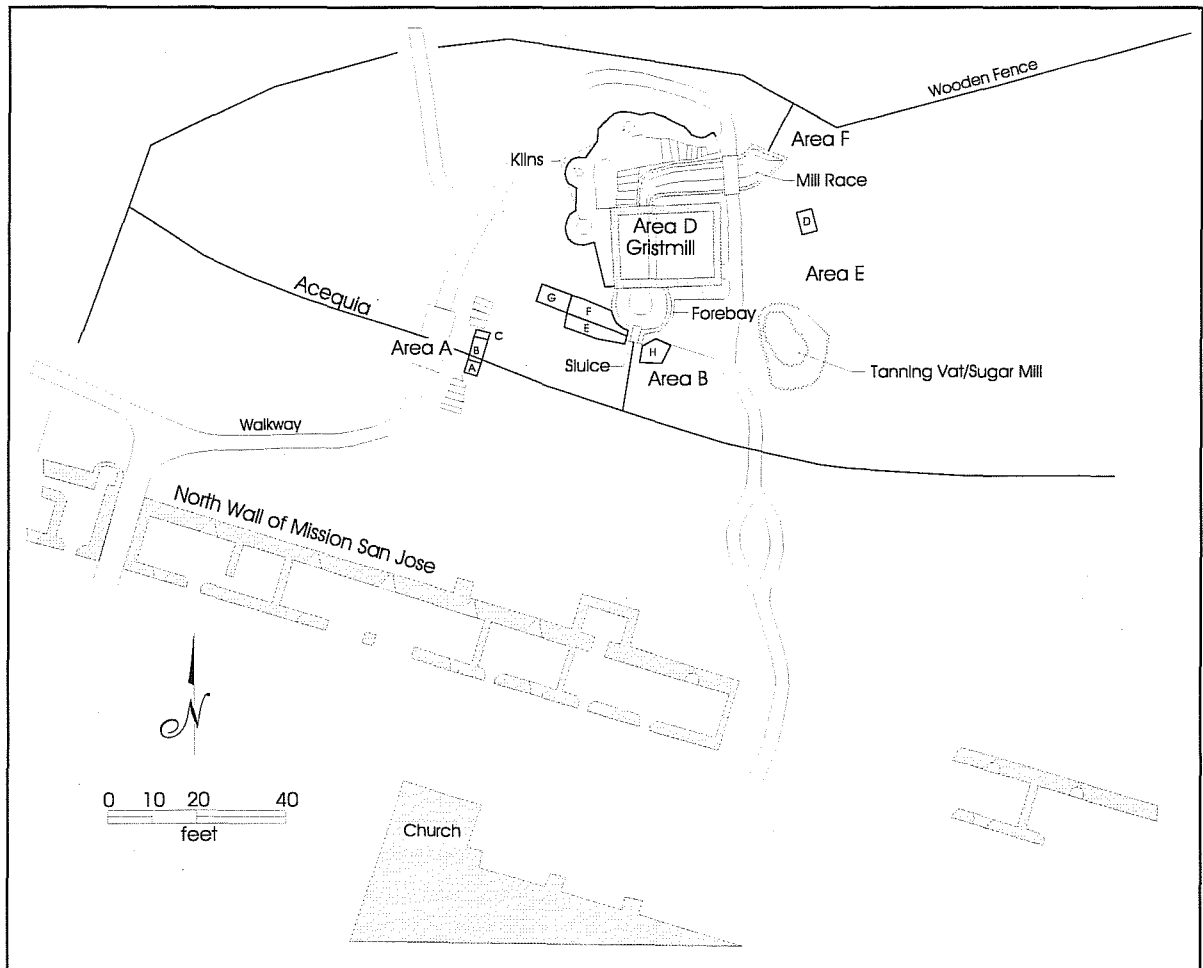 Wooden Fence
Area F
Kilns
Mill Race
Area D
Gristmill
D
Area E
Acequia
G
F
E
Forebay
C
B
A
Area A
H
Sluice
Area B
Tanning Vat/Sugar Mill
Walkway
North Wall of Mission San Jose
N
0 10 20 40
feet
Church